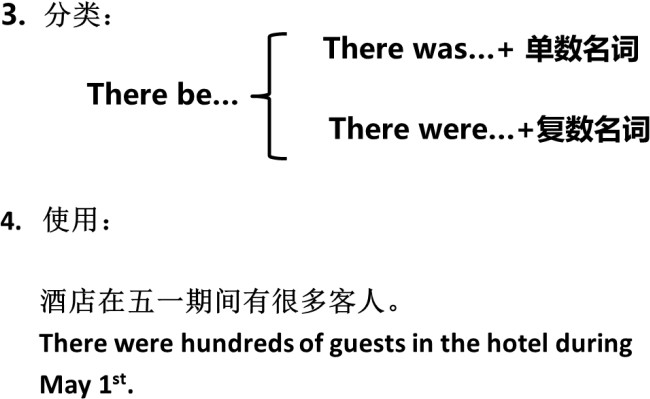 3. 分类：
There was...+ 单数名词
There be...
There were...+复数名词
4. 使用：
酒店在五一期间有很多客人。
There were hundreds of guests in the hotel during
May 1st.